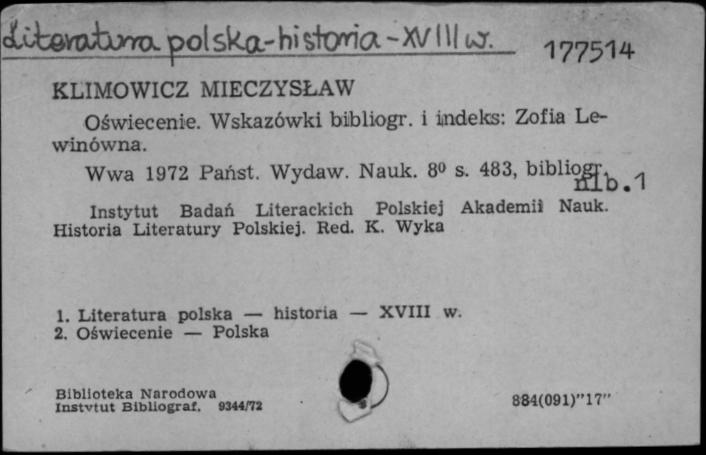 Literatura polska-historia-XVIII w.
177514
KLIMOWICZ MIECZYSŁAW
Oświecenie. Wskazówki bibliogr. i indeks: Zofia Le-
winówna.
Wwa 1972 Państ. Wydaw. Nauk. 8⁰ s. 483, bibliogr.
nlb.1
Instytut Badań Literackich Polskiej Akademii Nauk.
Historia Literatury Polskiej. Red. K. Wyka
1. Literatura polska — historia — XVIII w.
2. Oświecenie — Polska
Biblioteka Narodowa
Instytut Bibliograf. 9344/72
884(091)"17"